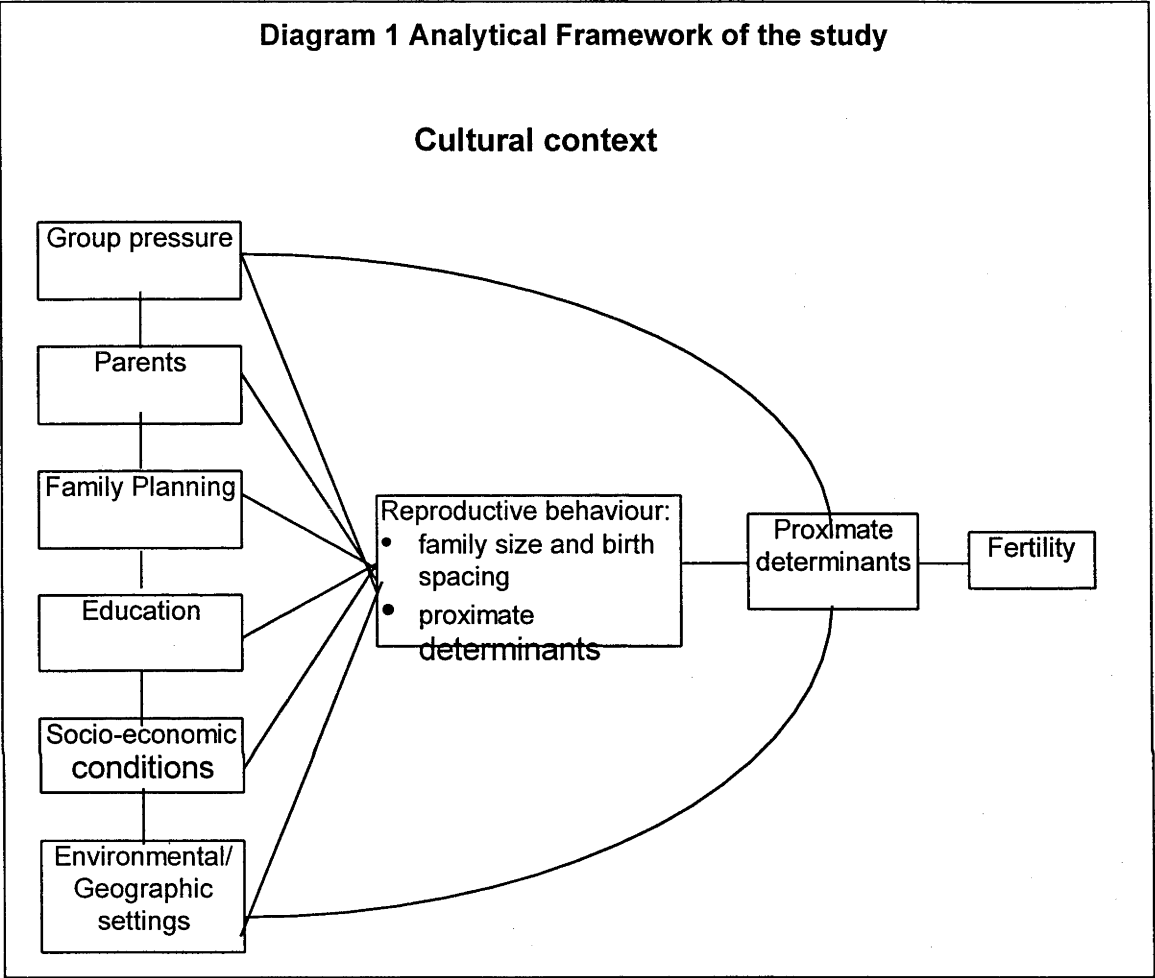 Diagram 1 Analytical Framework of the study
Cultural context
Group pressure
Parents
Family Planning
Education
Socio-economic
conditions
Environmental/
Geographic
settings
Reproductive behaviour:
• family size and birth
spacing
• proximate
determinants
Proximate
determinants
Fertility